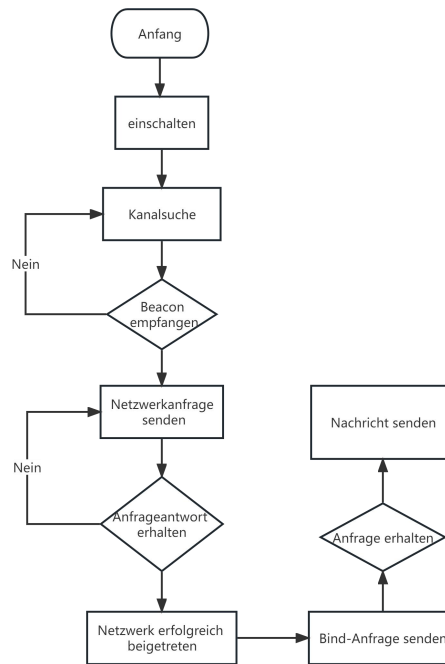 Anfang
einschalten
Kanalsuche
Nein
Beacon
empfangen
Netzwerkanfrage
senden
Nein
Anfrageantwort
erhalten
Netzwerk erfolgreich
beigetreten
Nachricht senden
Anfrage erhalten
Bind-Anfrage senden